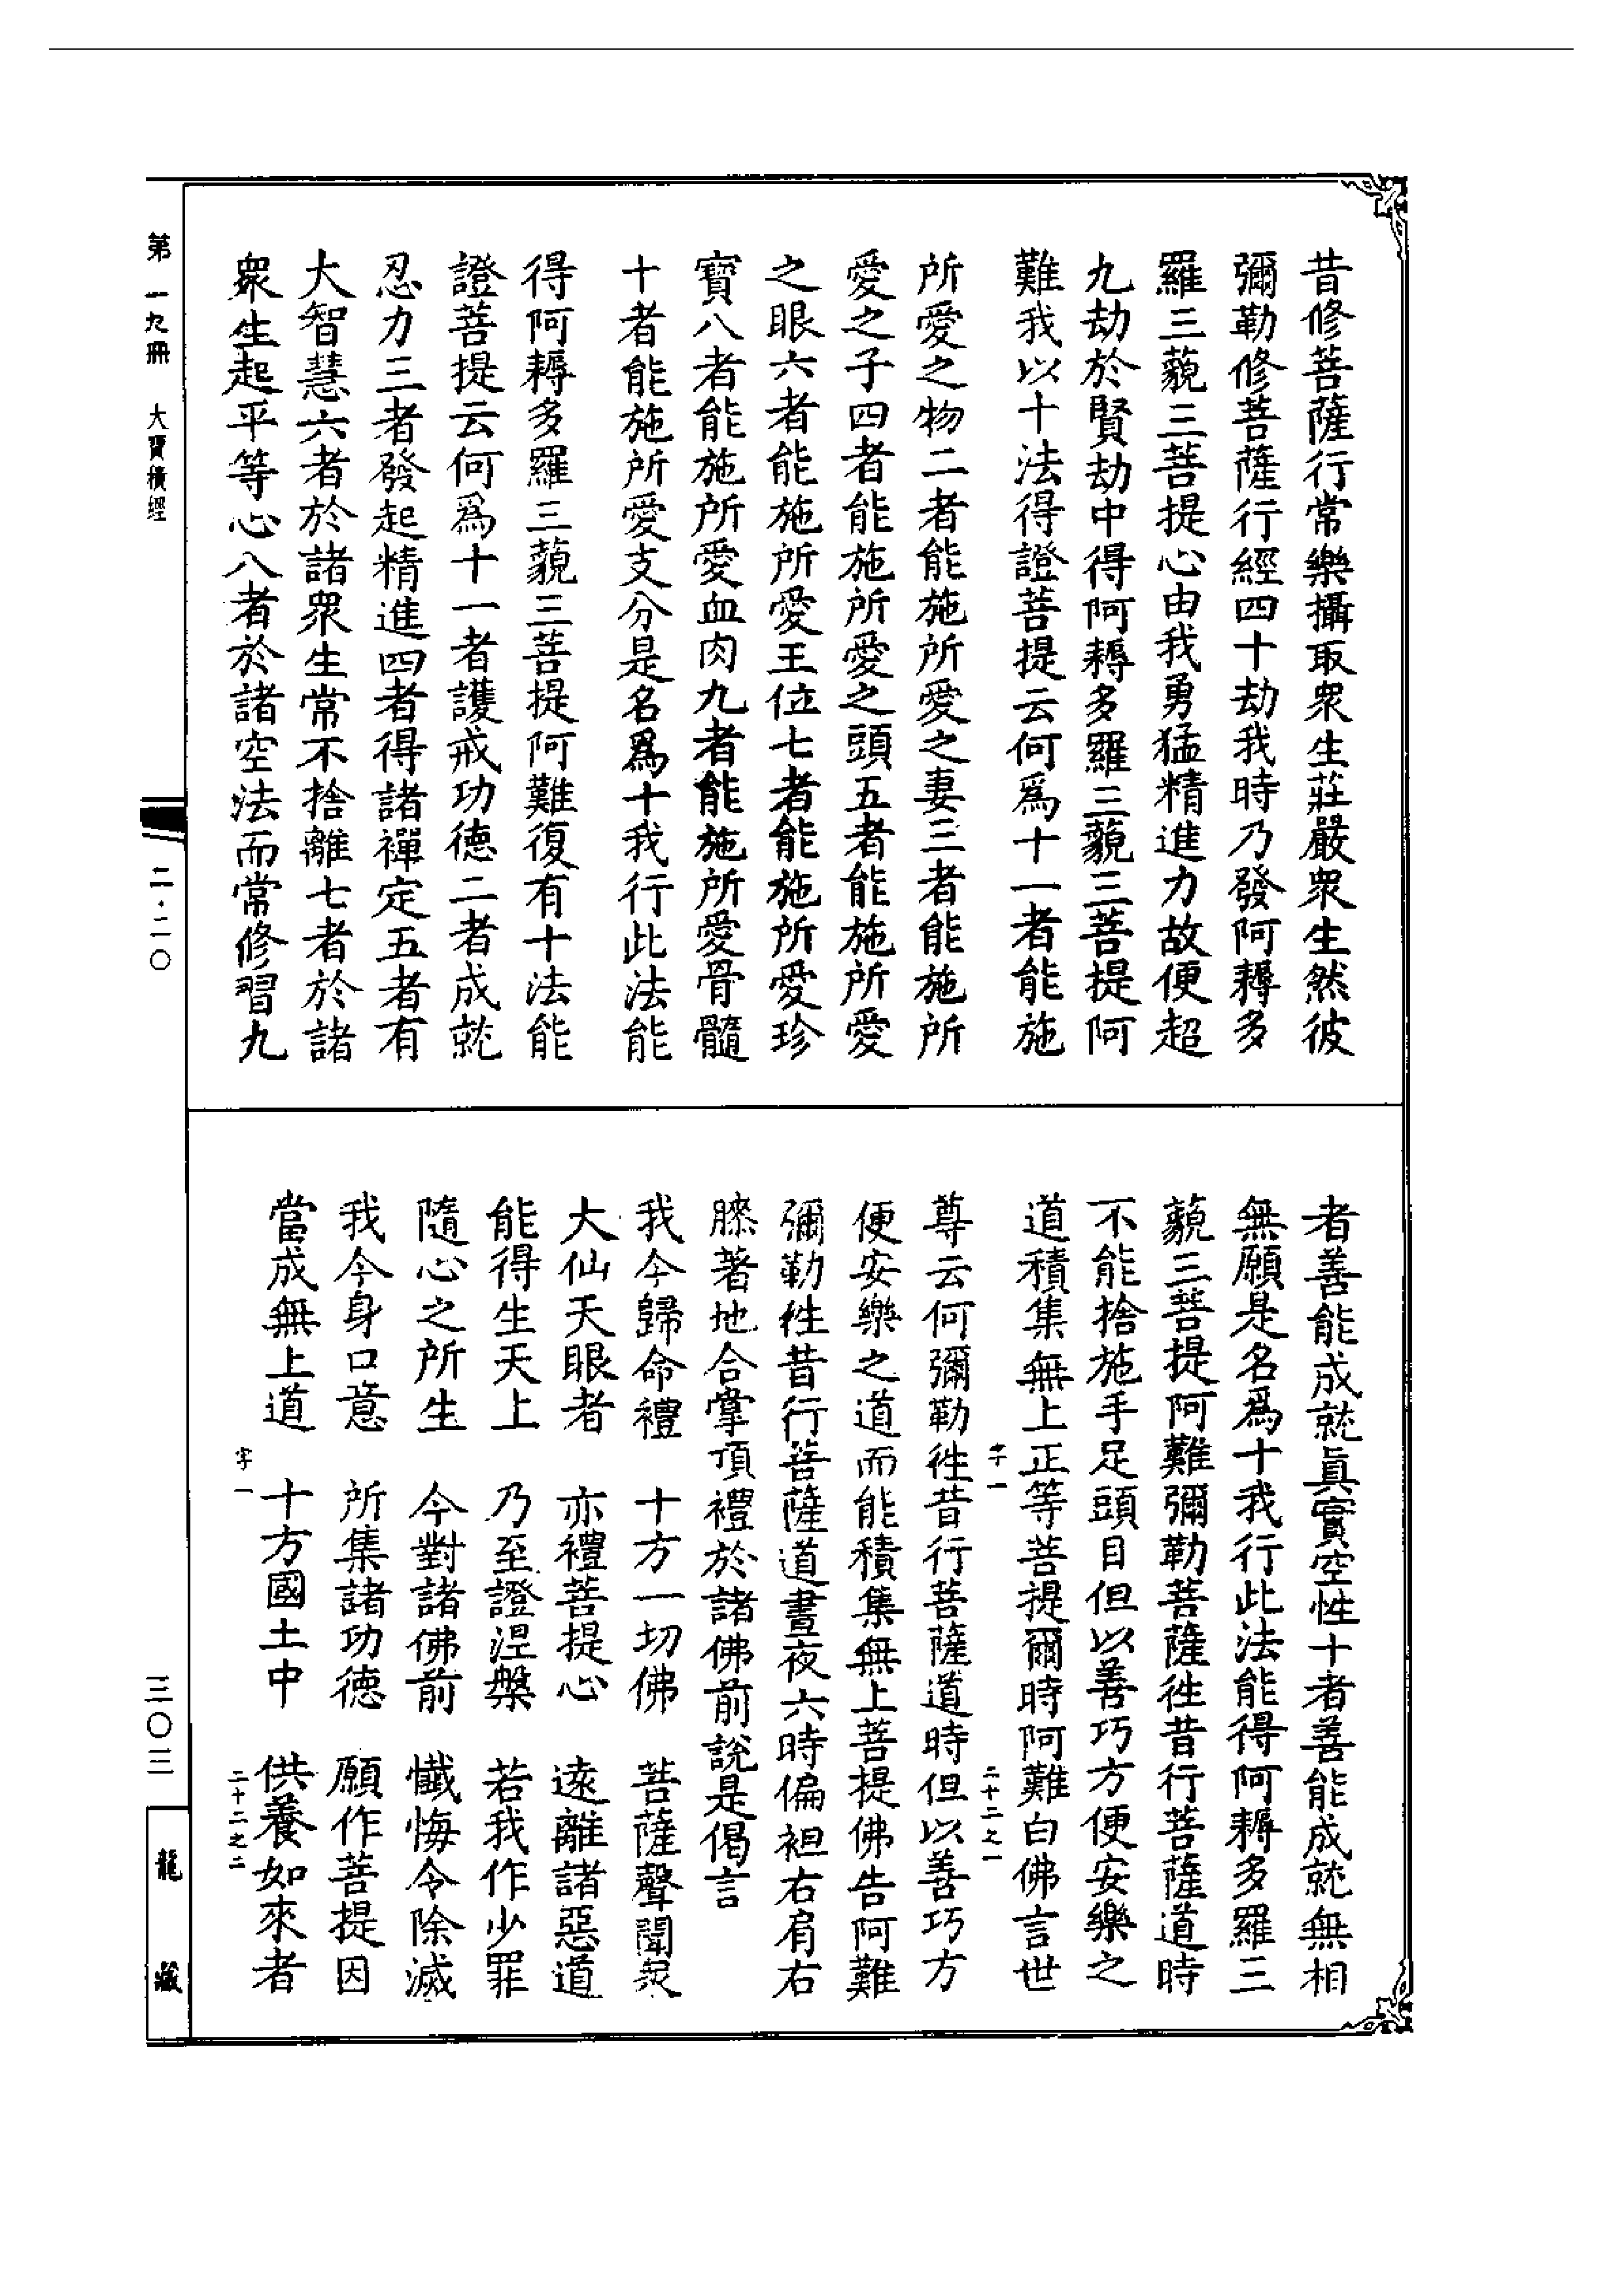 昔修菩薩行常樂攝取衆生莊嚴衆生然彼
彌勒修菩薩行經四十劫我時乃發阿耨多
羅三藐三菩提心由我勇猛精進力故便超
九劫於賢劫中得阿耨多羅三藐三菩提阿
難我以十法得證菩提云何爲十一者能施
所愛之物二者能施所愛之妻三者能施所
愛之子四者能施所愛之頭五者能施所愛
之眼六者能施所愛王位七者能施所愛珍
寶八者能施所愛血肉九者能施所愛骨髓
十者能施所愛支分是名爲十我行此法能
得阿耨多羅三藐三菩提阿難復有十法能
證菩提云何爲十一者護戒功德二者成就
忍力三者發起精進四者得諸禪定五者有
大智慧六者於諸衆生常不捨離七者於諸
衆生起平等心八者於諸空法而常修習九
者善能成就眞實空性十者善能成就無相
無願是名爲十我行此法能得阿耨多羅三
藐三菩提阿難彌勒菩薩徃昔行菩薩道時
不能捨施手足頭目但以善巧方便安樂之
道積集無上正等菩提爾時阿難白佛言世
字一 二十二之一
尊云何彌勒徃昔行菩薩道時但以善巧方
便安樂之道而能積集無上菩提佛告阿難
彌勒徃昔行菩薩道晝夜六時偏袒右肩右
膝著地合掌頂禮於諸佛前說是偈言
我今歸命禮 十方一切佛 菩薩聲聞衆
大仙天眼者 亦禮菩提心 遠離諸惡道
能得生天上 乃至證涅槃 若我作少罪
隨心之所生 今對諸佛前 懺悔令除滅
我今身口意 所集諸功德 願作菩提因
當成無上道 十方國土中 供養如來者
字一 二十二之二
第一九冊 大寶積經 二·二〇 三〇三 龍藏